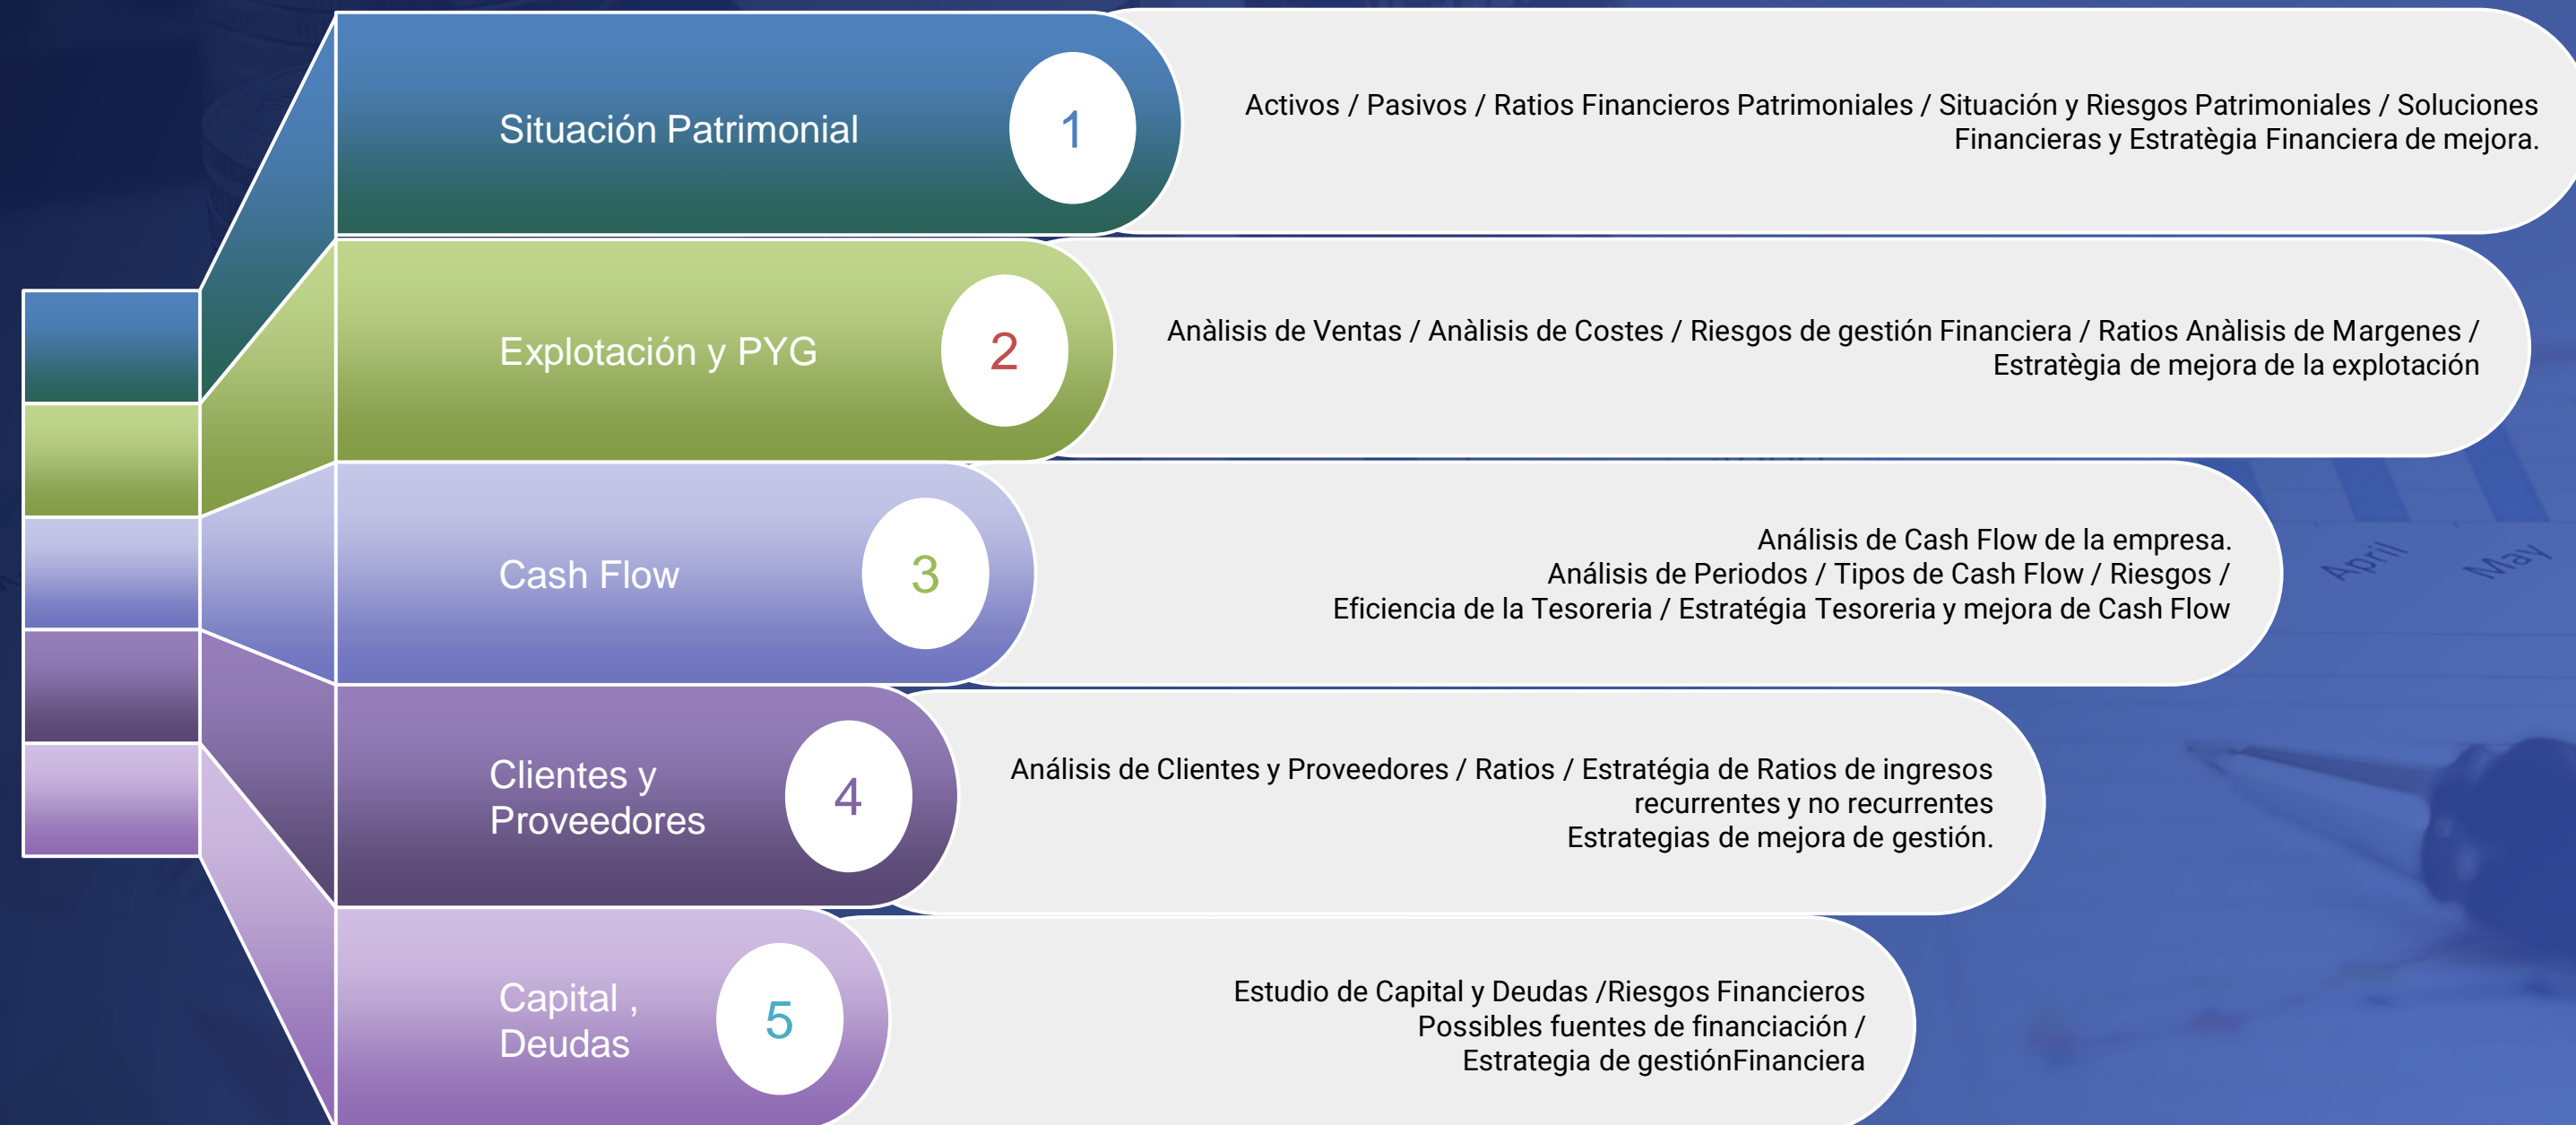 Situación Patrimonial
1
Activos / Pasivos / Ratios Financieros Patrimoniales / Situación y Riesgos Patrimoniales / Soluciones
Financieras y Estratègia Financiera de mejora.
Explotación y PYG
2
Anàlisis de Ventas / Anàlisis de Costes / Riesgos de gestión Financiera / Ratios Anàlisis de Margenes /
Estratègia de mejora de la explotación
Cash Flow
3
Análisis de Cash Flow de la empresa.
Análisis de Periodos / Tipos de Cash Flow / Riesgos /
Eficiencia de la Tesoreria / Estratégia Tesoreria y mejora de Cash Flow
April
May
Clientes y
Proveedores
4
Análisis de Clientes y Proveedores / Ratios / Estratégia de Ratios de ingresos
recurrentes y no recurrentes
Estrategias de mejora de gestión.
Capital ,
Deudas
5
Estudio de Capital y Deudas /Riesgos Financieros
Possibles fuentes de financiación /
Estrategia de gestiónFinanciera